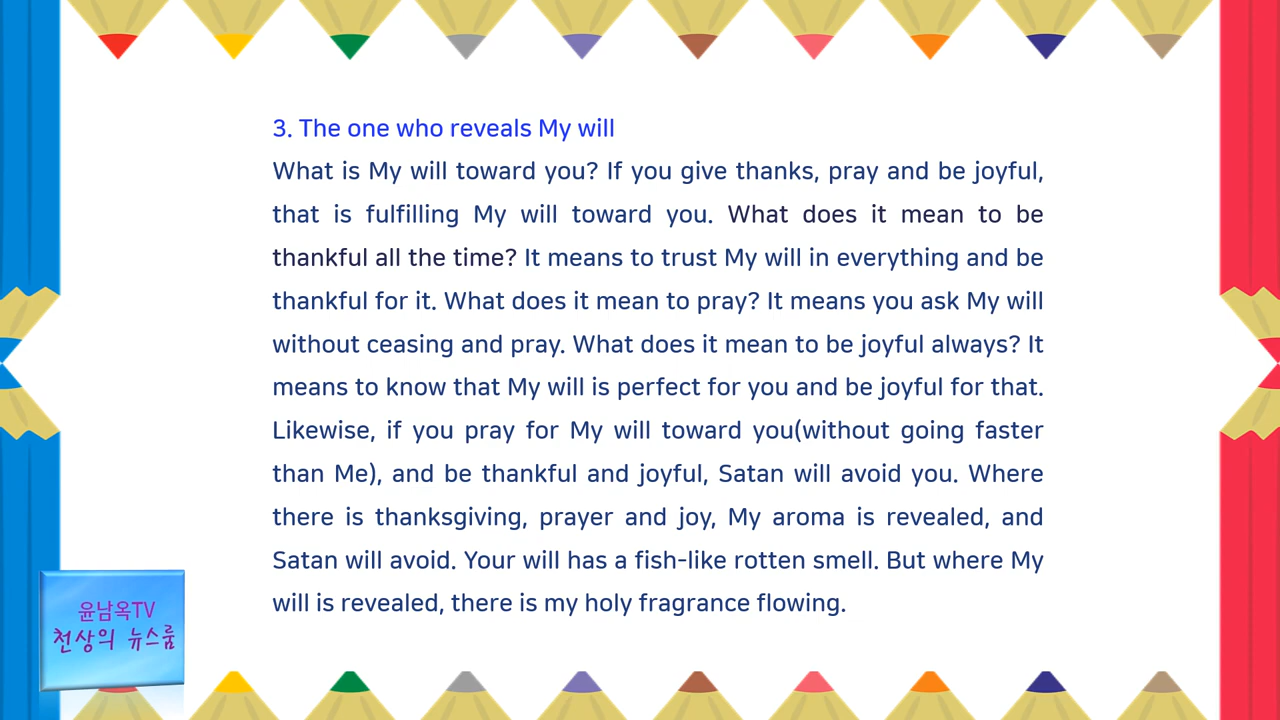 3. The one who reveals My will
What is My will toward you? If you give thanks, pray and be joyful,
that is fulfilling My will toward you. What does it mean to be
thankful all the time? It means to trust My will in everything and be
thankful for it. What does it mean to pray? It means you ask My will
without ceasing and pray. What does it mean to be joyful always? It
means to know that My will is perfect for you and be joyful for that.
Likewise, if you pray for My will toward you(without going faster
than Me), and be thankful and joyful, Satan will avoid you. Where
there is thanksgiving, prayer and joy, My aroma is revealed, and
Satan will avoid. Your will has a fish-like rotten smell. But where My
will is revealed, there is my holy fragrance flowing.
윤남옥TV
천상의 뉴스룸